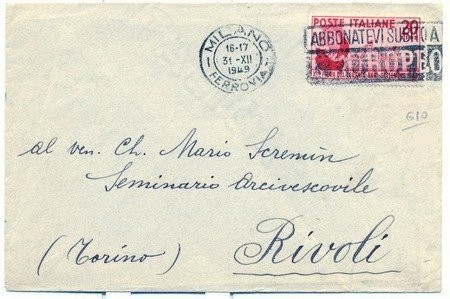 POSTE ITALIANE 20
MILANO
16-17
31·XII
1949
FERROVIA
ABBONATEVI SUBITO A
610
al ven. Ch. Mario Scremin
Seminario Arcivescovile
Rivoli
(Torino)